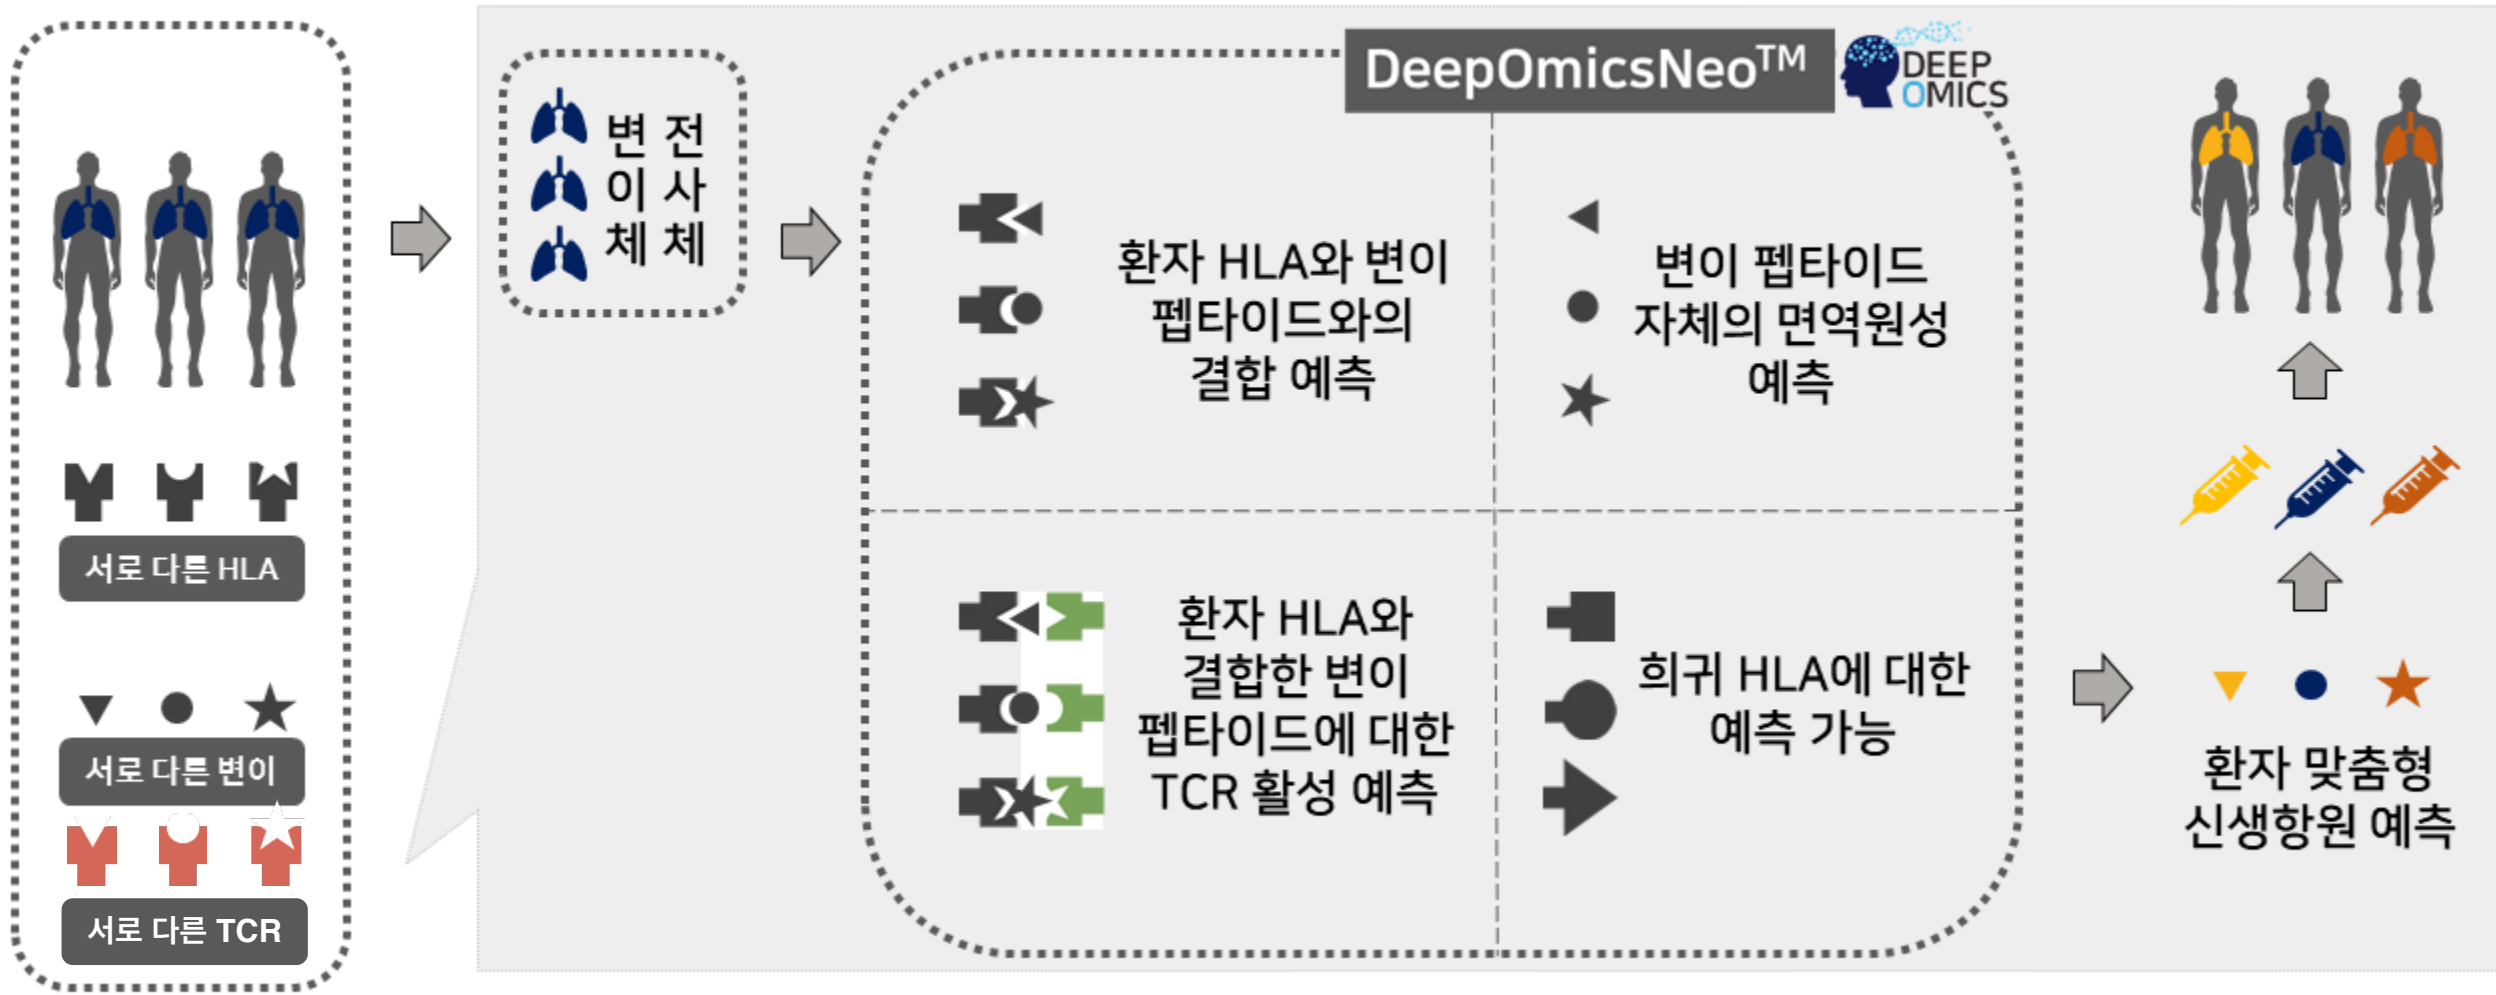 서로 다른 HLA
서로 다른 변이
서로 다른 TCR
변이체
전사체
DeepOmicsNeo™
DEEP
OMICS
환자 HLA와 변이
펩타이드와의
결합 예측
변이 펩타이드
자체의 면역원성
예측
환자 HLA와
결합한 변이
펩타이드에 대한
TCR 활성 예측
희귀 HLA에 대한
예측 가능
환자 맞춤형
신생항원 예측